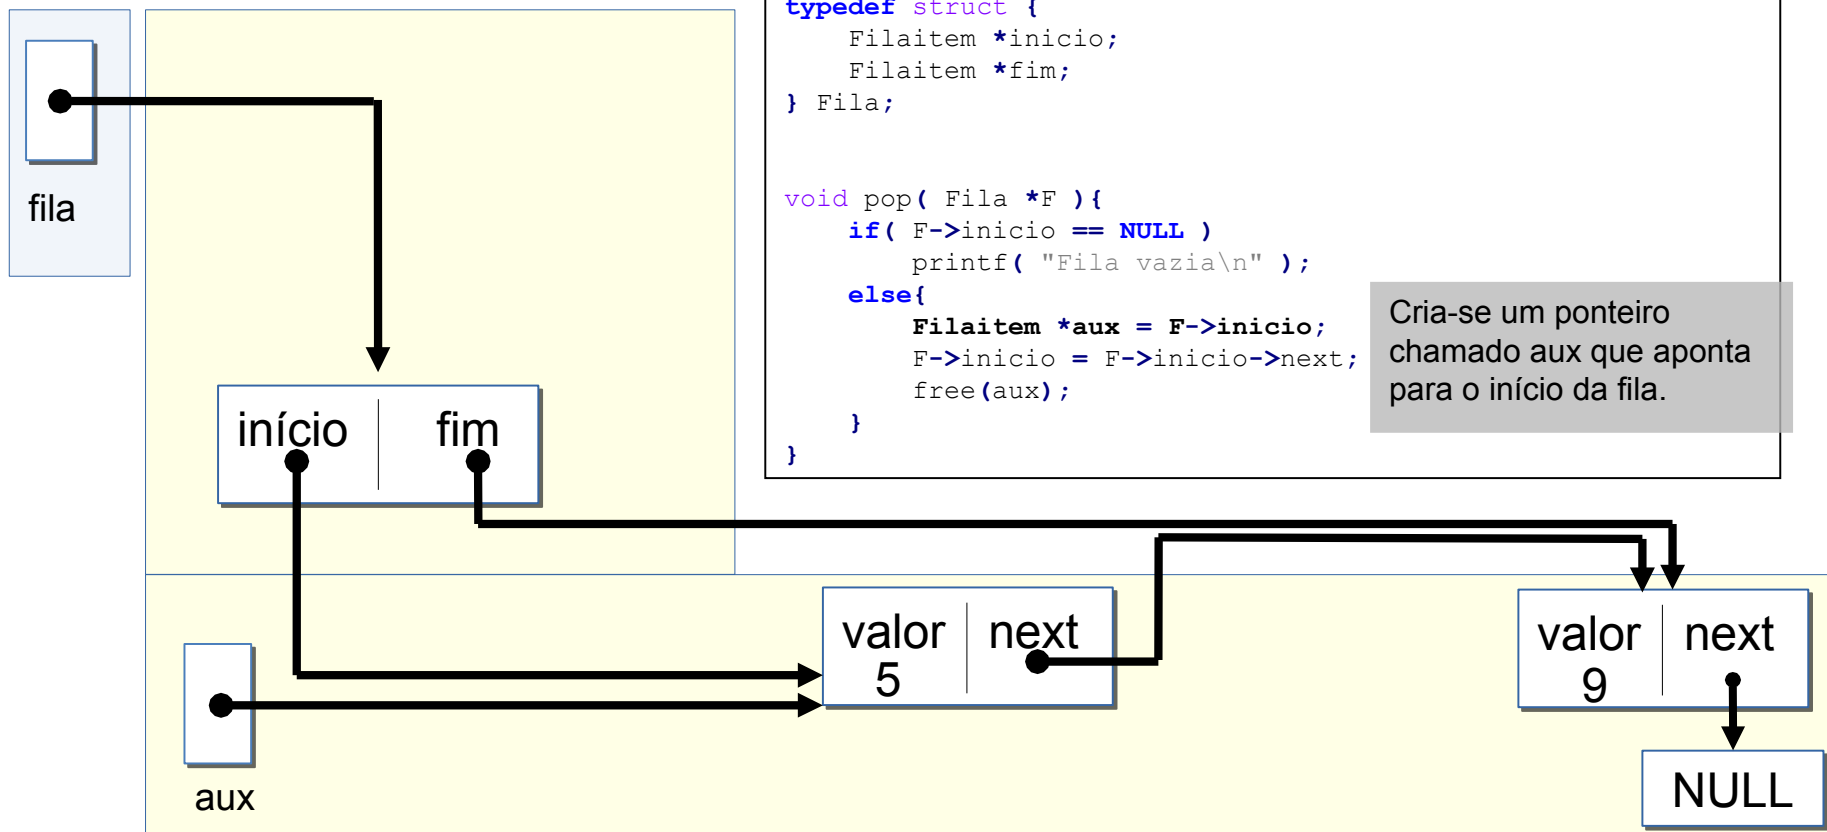 typedef struct {
    Filaitem *inicio;
    Filaitem *fim;
} Fila;
void pop( Fila *F ){
    if( F->inicio == NULL )
        printf( "Fila vazia\n" );
    else{
        Filaitem *aux = F->inicio;
        F->inicio = F->inicio->next;
        free(aux);
    }
}
Cria-se um ponteiro
chamado aux que aponta
para o início da fila.
fila
início fim
valor next
5
valor next
9
aux
NULL